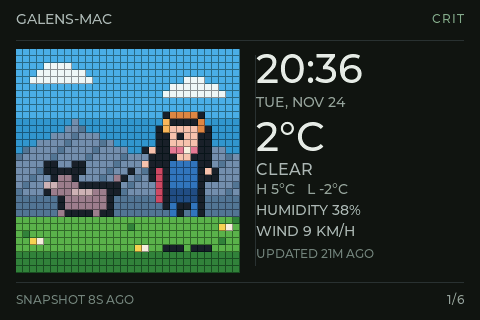 GALENS-MAC
CRIT
20:36
TUE, NOV 24
2°C
CLEAR
H 5°C L -2°C
HUMIDITY 38%
WIND 9 KM/H
UPDATED 21M AGO
SNAPSHOT 8S AGO
1/6